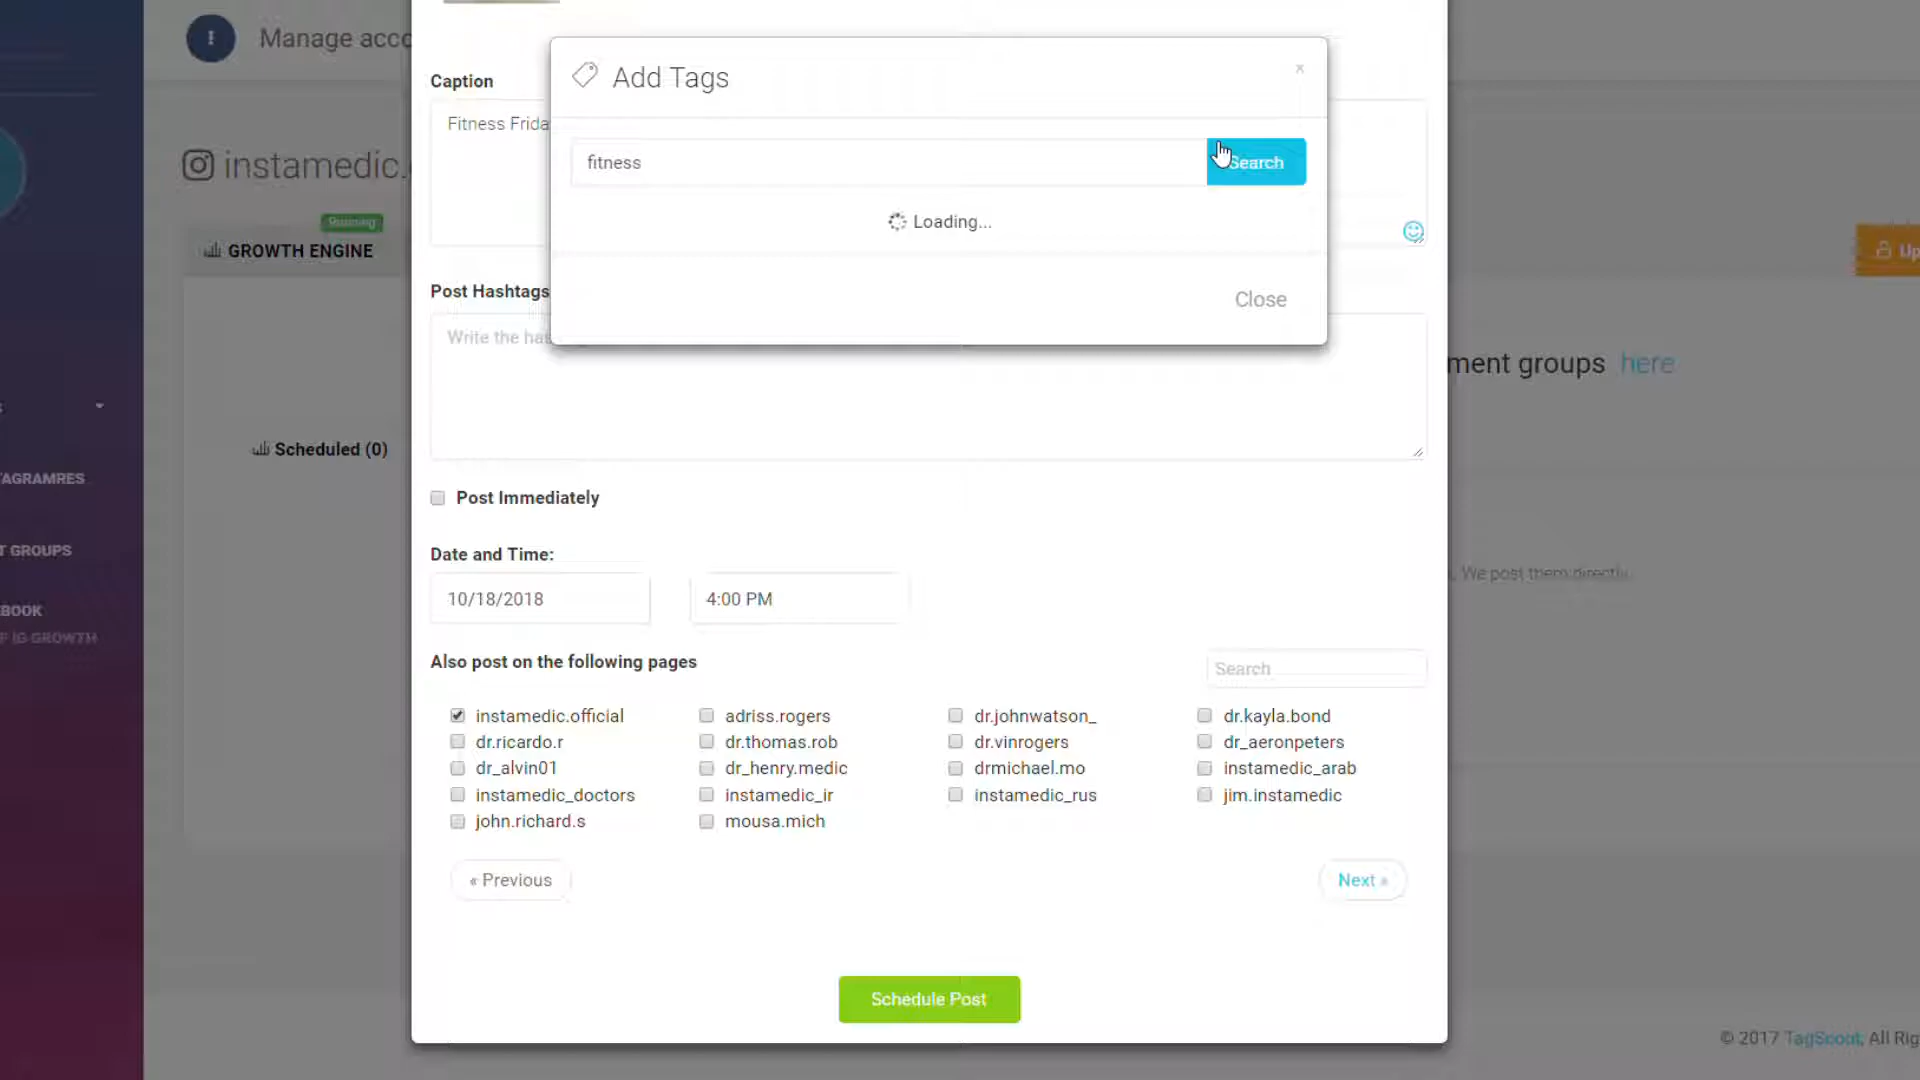 Manage acco
Add Tags
x
Caption
Fitness Frida
fitness
Search
instamedic.
Running
Loading...
GROWTH ENGINE
Up
Post Hashtags
Close
Write the has
ment groups here
Scheduled (0)
TAGRAMRES
Post Immediately
T GROUPS
Date and Time:
We post them directly.
10/18/2018
4:00 PM
BOOK
F IG GROWTH
Also post on the following pages
Search
instamedic.official
adriss.rogers
dr.johnwatson_
dr.kayla.bond
dr.ricardo.r
dr.thomas.rob
dr.vinrogers
dr_aeronpeters
dr_alvin01
dr_henry.medic
drmichael.mo
instamedic_arab
instamedic_doctors
instamedic_ir
instamedic_rus
jim.instamedic
john.richard.s
mousa.mich
« Previous
Next »
Schedule Post
© 2017 TagScout, All Rig